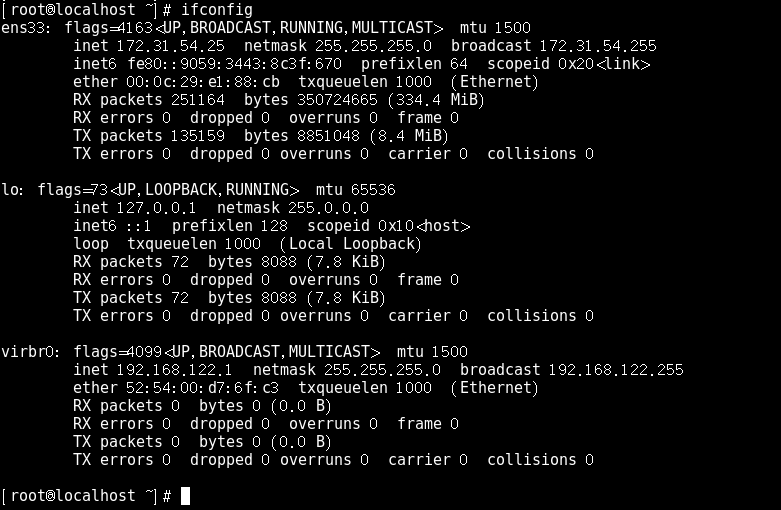 [root@localhost ~]# ifconfig
ens33: flags=4163<UP,BROADCAST,RUNNING,MULTICAST>  mtu 1500
        inet 172.31.54.25  netmask 255.255.255.0  broadcast 172.31.54.255
        inet6 fe80::9059:3443:8c3f:670  prefixlen 64  scopeid 0x20<link>
        ether 00:0c:29:e1:88:cb  txqueuelen 1000  (Ethernet)
        RX packets 251164  bytes 350724665 (334.4 MiB)
        RX errors 0  dropped 0  overruns 0  frame 0
        TX packets 135159  bytes 8851048 (8.4 MiB)
        TX errors 0  dropped 0 overruns 0  carrier 0  collisions 0

lo: flags=73<UP,LOOPBACK,RUNNING>  mtu 65536
        inet 127.0.0.1  netmask 255.0.0.0
        inet6 ::1  prefixlen 128  scopeid 0x10<host>
        loop  txqueuelen 1000  (Local Loopback)
        RX packets 72  bytes 8088 (7.8 KiB)
        RX errors 0  dropped 0  overruns 0  frame 0
        TX packets 72  bytes 8088 (7.8 KiB)
        TX errors 0  dropped 0 overruns 0  carrier 0  collisions 0

virbr0: flags=4099<UP,BROADCAST,MULTICAST>  mtu 1500
        inet 192.168.122.1  netmask 255.255.255.0  broadcast 192.168.122.255
        ether 52:54:00:d7:6f:c3  txqueuelen 1000  (Ethernet)
        RX packets 0  bytes 0 (0.0 B)
        RX errors 0  dropped 0  overruns 0  frame 0
        TX packets 0  bytes 0 (0.0 B)
        TX errors 0  dropped 0 overruns 0  carrier 0  collisions 0

[root@localhost ~]#